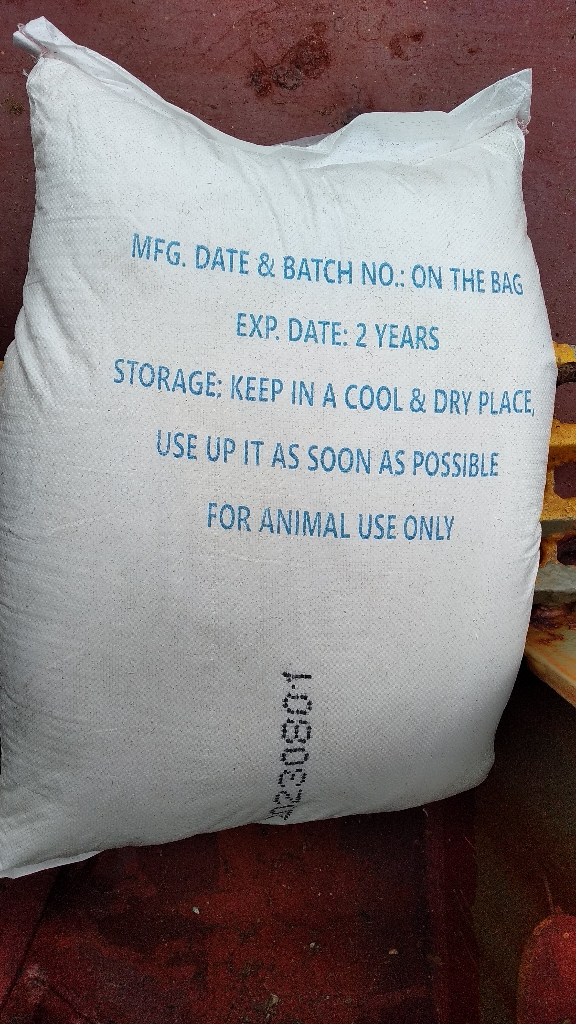 MFG. DATE & BATCH NO.: ON THE BAG
EXP. DATE: 2 YEARS
STORAGE: KEEP IN A COOL & DRY PLACE,
USE UP IT AS SOON AS POSSIBLE
FOR ANIMAL USE ONLY